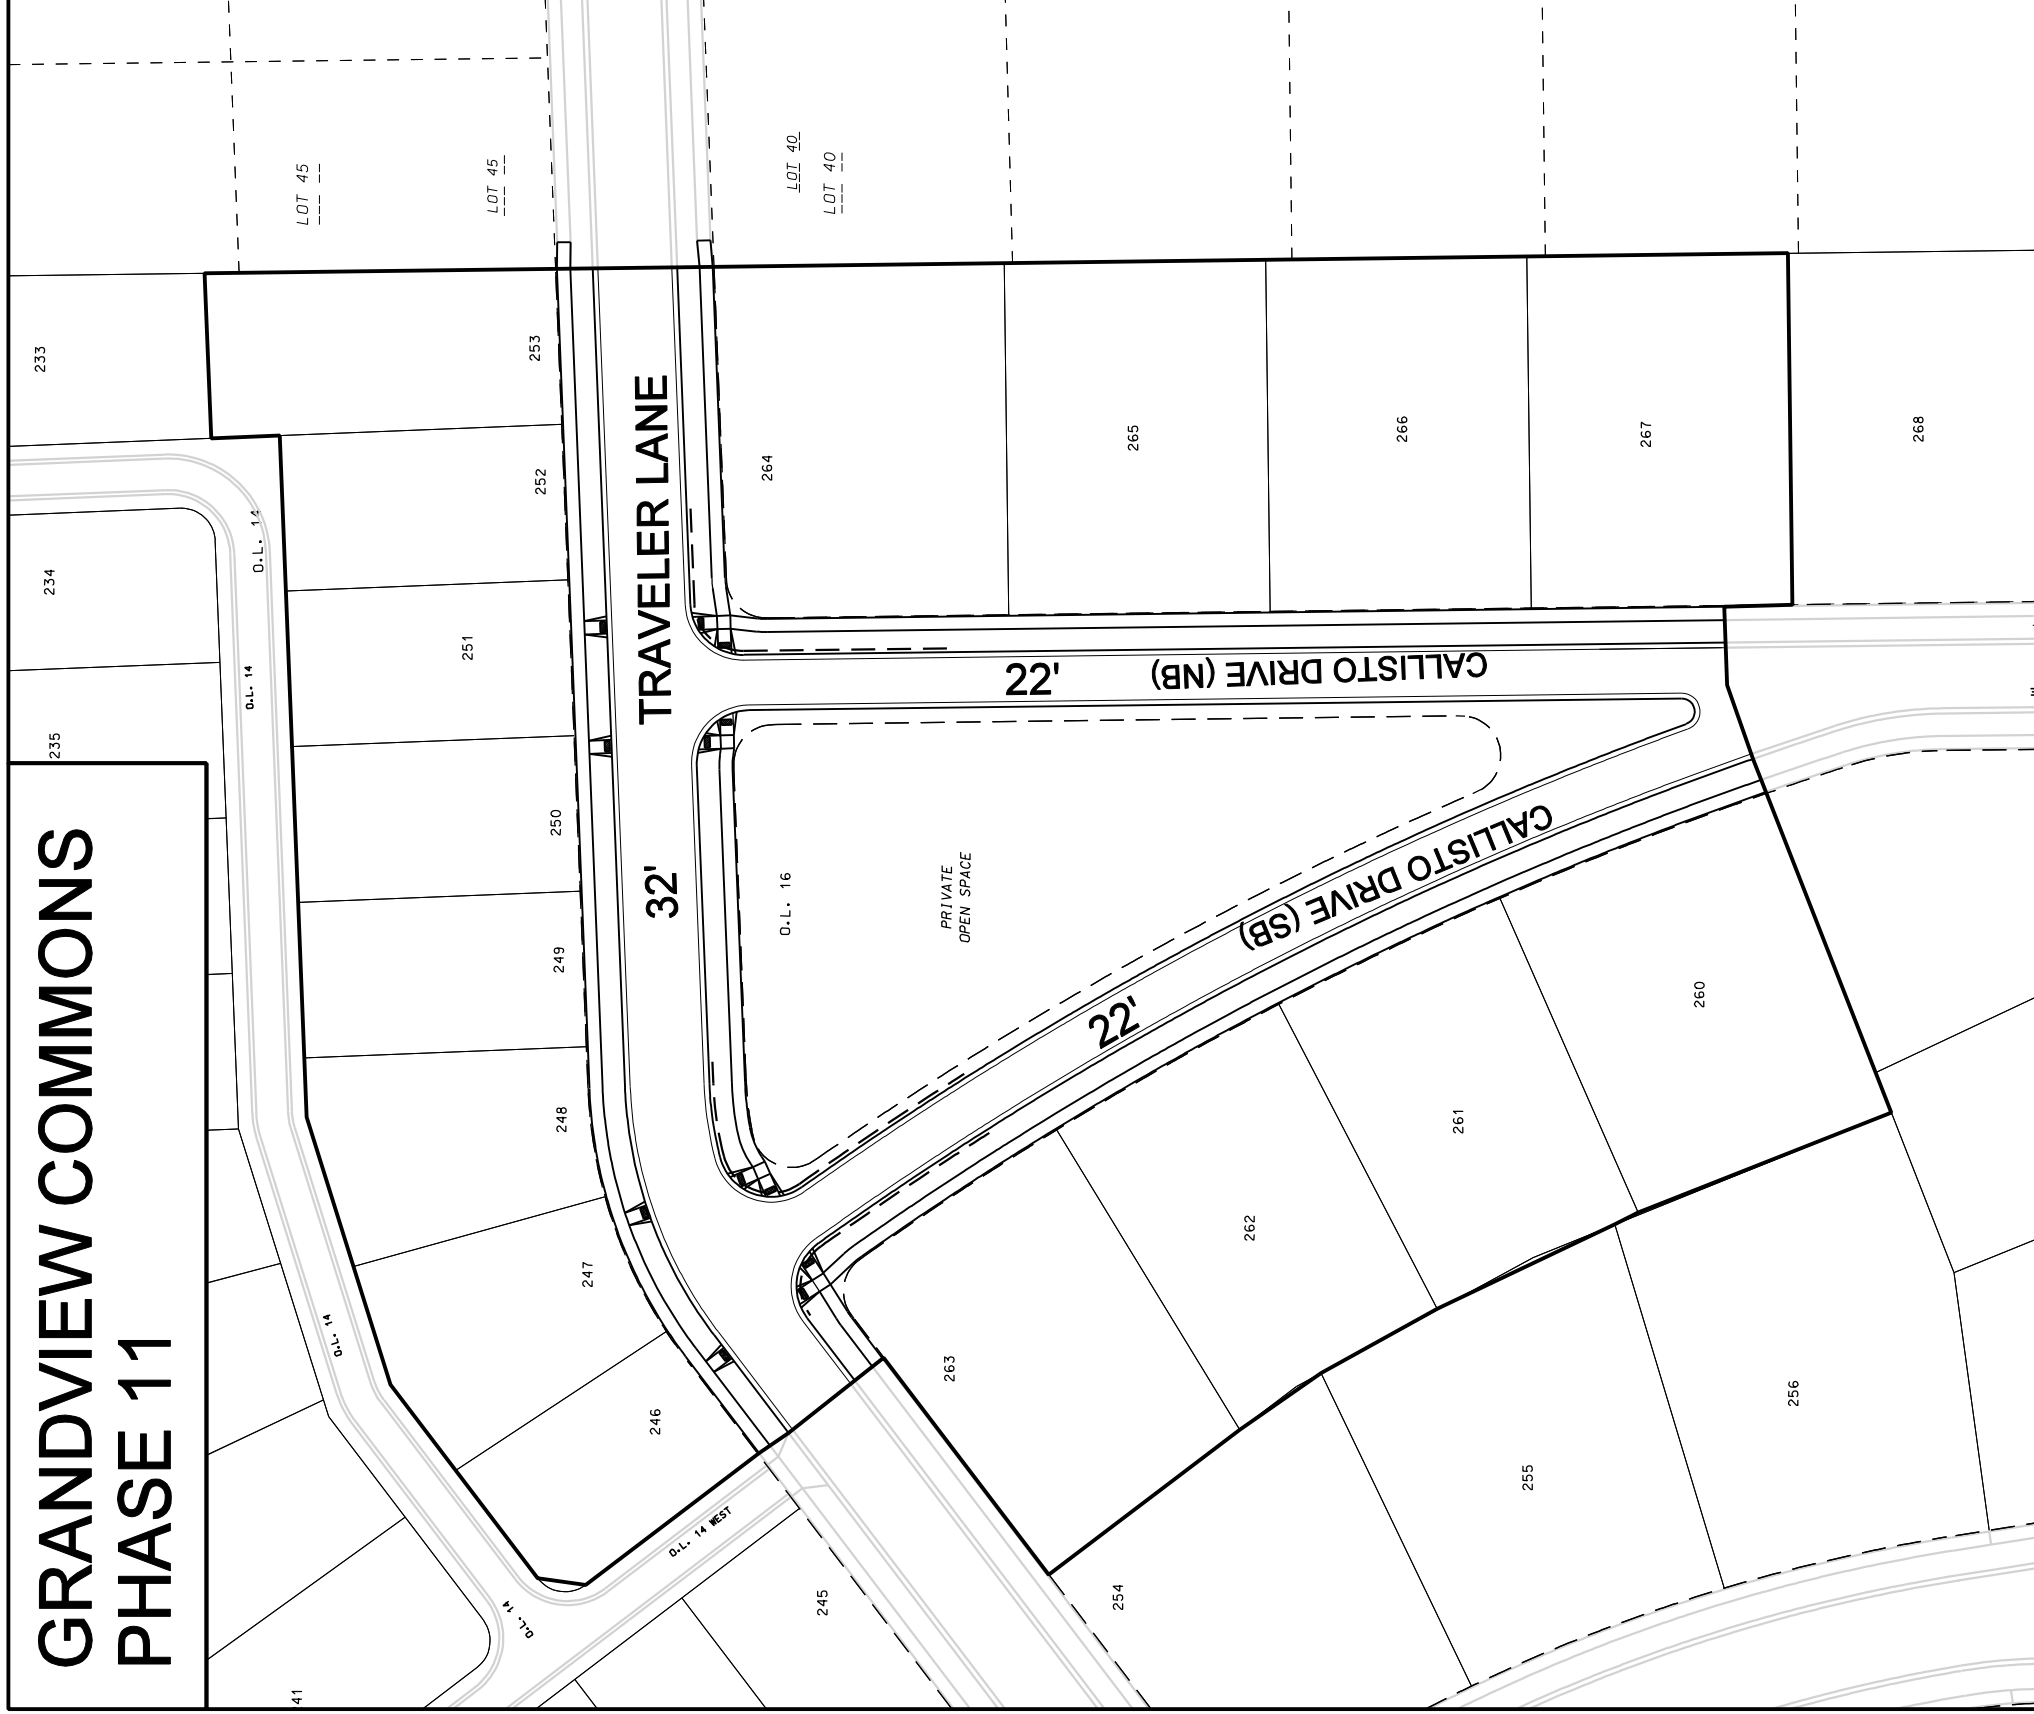 GRANDVIEW COMMONS
PHASE 11
LOT 45
LOT 45
LOT 40
LOT 40
233
253
252
234
O.L. 14
251
O.L. 14
235
250
249
248
TRAVELER LANE
32'
264
265
266
267
268
22'
CALLISTO DRIVE (NB)
O.L. 16
PRIVATE
OPEN SPACE
CALLISTO DRIVE (SB)
22'
260
261
262
263
247
246
O.L. 14
O.L. 14 WEST
O.L. 14
245
254
255
256
41